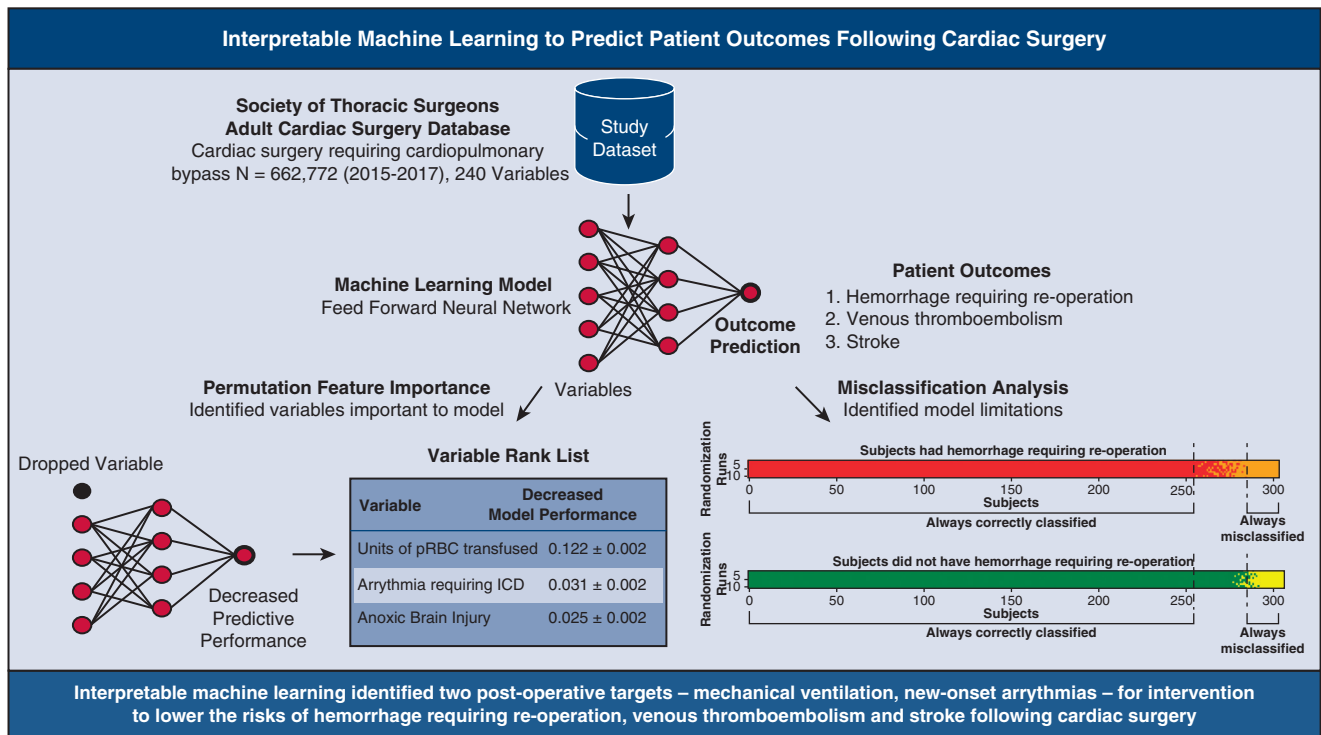 Interpretable Machine Learning to Predict Patient Outcomes Following Cardiac Surgery
Society of Thoracic Surgeons
Adult Cardiac Surgery Database
Cardiac surgery requiring cardiopulmonary
bypass N = 662,772 (2015-2017), 240 Variables
Study
Dataset
Machine Learning Model
Feed Forward Neural Network
Outcome
Prediction
Variables
Patient Outcomes
1. Hemorrhage requiring re-operation
2. Venous thromboembolism
3. Stroke
Permutation Feature Importance
Identified variables important to model
Dropped Variable
Decreased
Predictive
Performance
Variable Rank List
Variable
Decreased
Model Performance
Units of pRBC transfused 0.122 ± 0.002
Arrythmia requiring ICD 0.031 ± 0.002
Anoxic Brain Injury 0.025 ± 0.002
Misclassification Analysis
Identified model limitations
Subjects had hemorrhage requiring re-operation
Randomization
Runs
5
10
0 50 100 150 200 250 300
Subjects
Always correctly classified
Always
misclassified
Subjects did not have hemorrhage requiring re-operation
Randomization
Runs
5
10
0 50 100 150 200 250 300
Subjects
Always correctly classified
Always
misclassified
Interpretable machine learning identified two post-operative targets – mechanical ventilation, new-onset arrythmias – for intervention
to lower the risks of hemorrhage requiring re-operation, venous thromboembolism and stroke following cardiac surgery